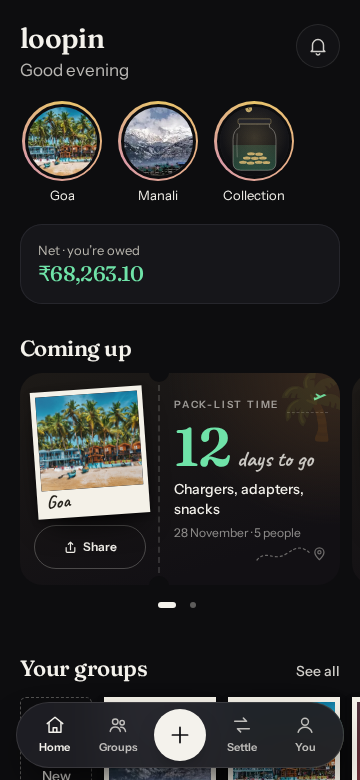 loopin
Good evening
Goa
Manali
Collection
Net · you're owed
₹68,263.10
Coming up
PACK-LIST TIME
12 days to go
Chargers, adapters,
snacks
28 November · 5 people
Goa
Share
Your groups
See all
New
Home
Groups
Settle
You